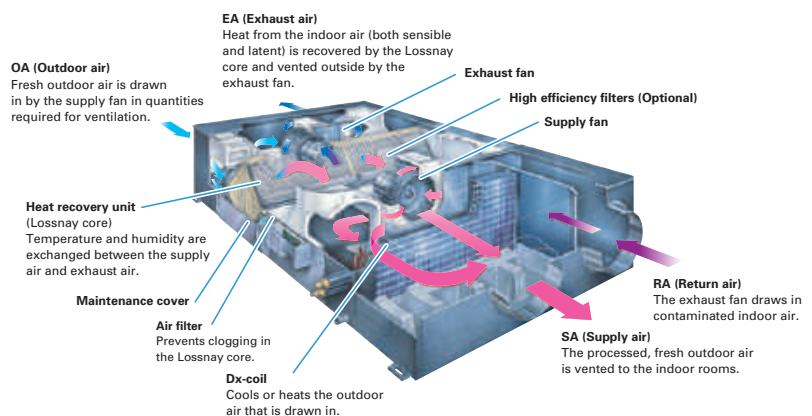 EA (Exhaust air)
Heat from the indoor air (both sensible
and latent) is recovered by the Lossnay
core and vented outside by the
exhaust fan.
OA (Outdoor air)
Fresh outdoor air is drawn
in by the supply fan in quantities
required for ventilation.
Exhaust fan
High efficiency filters (Optional)
Supply fan
Heat recovery unit
(Lossnay core)
Temperature and humidity are
exchanged between the supply
air and exhaust air.
Maintenance cover
Air filter
Prevents clogging in
the Lossnay core.
Dx-coil
Cools or heats the outdoor
air that is drawn in.
RA (Return air)
The exhaust fan draws in
contaminated indoor air.
SA (Supply air)
The processed, fresh outdoor air
is vented to the indoor rooms.